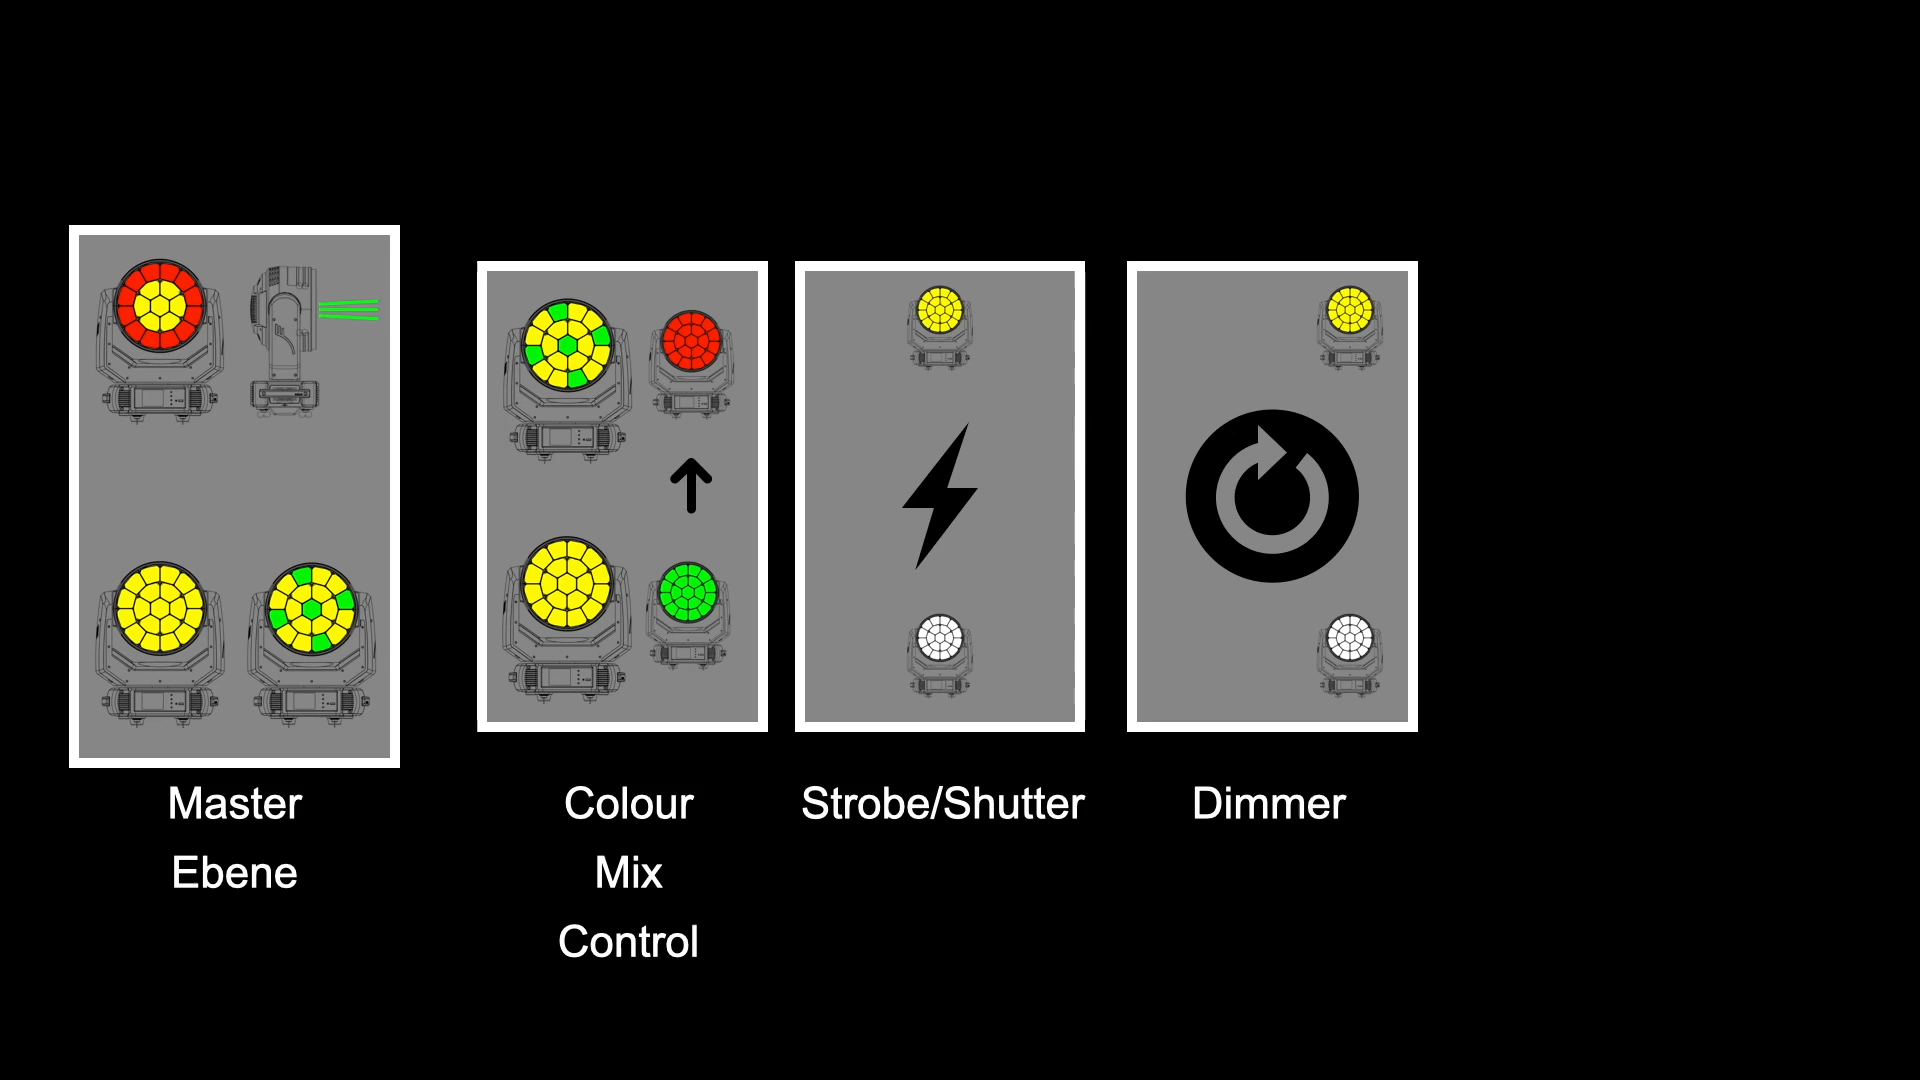 Master
Ebene
Colour
Mix
Control
Strobe/Shutter
Dimmer